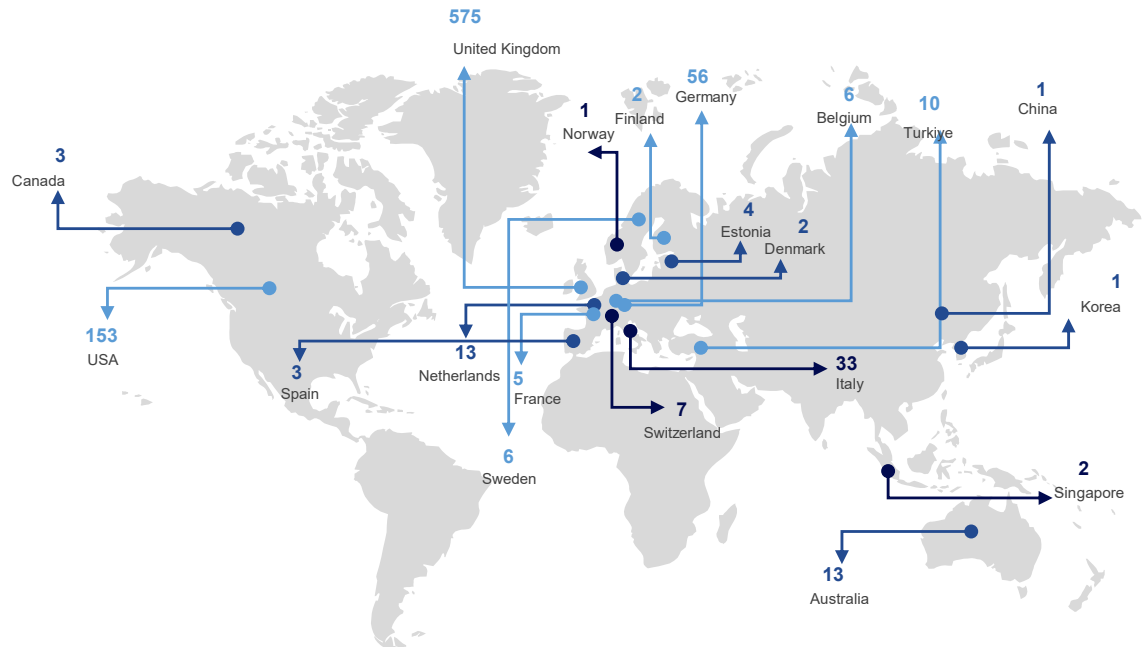 575
United Kingdom
56
Germany
2
Finland
1
Norway
6
Belgium
10
Turkiye
1
China
3
Canada
4
Estonia
2
Denmark
1
Korea
153
USA
3
Spain
13
Netherlands
5
France
33
Italy
7
Switzerland
6
Sweden
2
Singapore
13
Australia